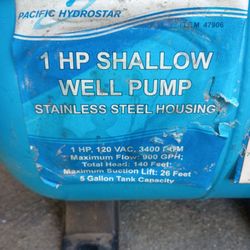 PACIFIC HYDROSTAR
ITEM 47906
1 HP SHALLOW
WELL PUMP
STAINLESS STEEL HOUSING
1 HP, 120 VAC, 3400 RPM
Maximum Flow: 900 GPH;
Total Head: 140 Feet;
Maximum Suction Lift: 26 Feet
5 Gallon Tank Capacity